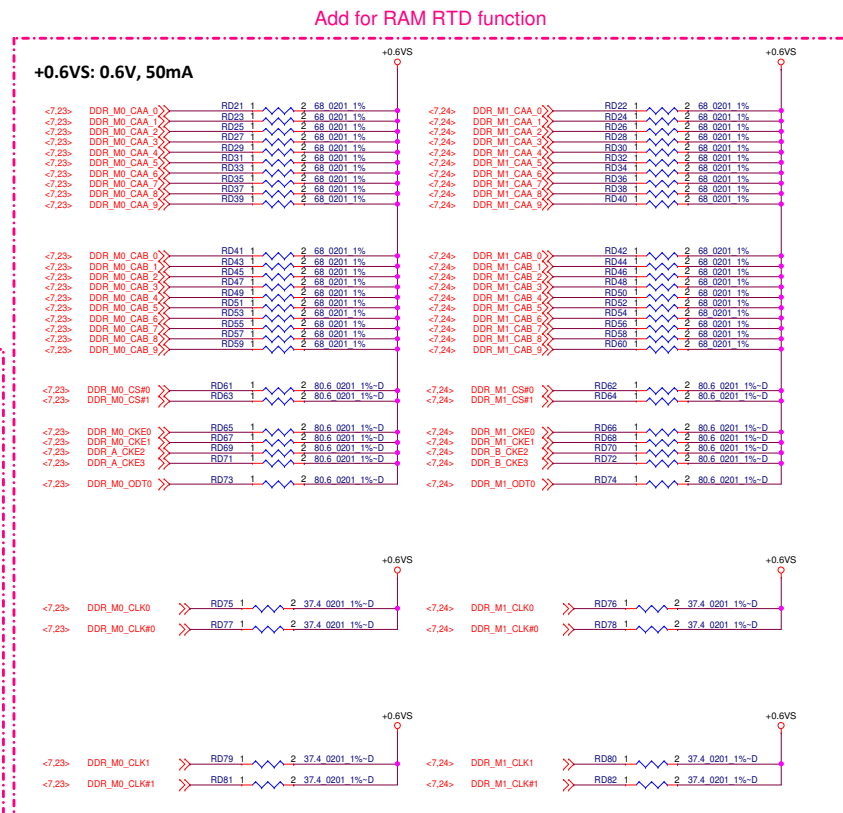 Add for RAM RTD function
+0.6VS +0.6VS
+0.6VS: 0.6V, 50mA
<7,23> DDR_M0_CAA_0 RD21 1 2 68_0201_1% <7,24> DDR_M1_CAA_0 RD22 1 2 68_0201_1%
<7,23> DDR_M0_CAA_1 RD23 1 2 68_0201_1% <7,24> DDR_M1_CAA_1 RD24 1 2 68_0201_1%
<7,23> DDR_M0_CAA_2 RD25 1 2 68_0201_1% <7,24> DDR_M1_CAA_2 RD26 1 2 68_0201_1%
<7,23> DDR_M0_CAA_3 RD27 1 2 68_0201_1% <7,24> DDR_M1_CAA_3 RD28 1 2 68_0201_1%
<7,23> DDR_M0_CAA_4 RD29 1 2 68_0201_1% <7,24> DDR_M1_CAA_4 RD30 1 2 68_0201_1%
<7,23> DDR_M0_CAA_5 RD31 1 2 68_0201_1% <7,24> DDR_M1_CAA_5 RD32 1 2 68_0201_1%
<7,23> DDR_M0_CAA_6 RD33 1 2 68_0201_1% <7,24> DDR_M1_CAA_6 RD34 1 2 68_0201_1%
<7,23> DDR_M0_CAA_7 RD35 1 2 68_0201_1% <7,24> DDR_M1_CAA_7 RD36 1 2 68_0201_1%
<7,23> DDR_M0_CAA_8 RD37 1 2 68_0201_1% <7,24> DDR_M1_CAA_8 RD38 1 2 68_0201_1%
<7,23> DDR_M0_CAA_9 RD39 1 2 68_0201_1% <7,24> DDR_M1_CAA_9 RD40 1 2 68_0201_1%
<7,23> DDR_M0_CAB_0 RD41 1 2 68_0201_1% <7,24> DDR_M1_CAB_0 RD42 1 2 68_0201_1%
<7,23> DDR_M0_CAB_1 RD43 1 2 68_0201_1% <7,24> DDR_M1_CAB_1 RD44 1 2 68_0201_1%
<7,23> DDR_M0_CAB_2 RD45 1 2 68_0201_1% <7,24> DDR_M1_CAB_2 RD46 1 2 68_0201_1%
<7,23> DDR_M0_CAB_3 RD47 1 2 68_0201_1% <7,24> DDR_M1_CAB_3 RD48 1 2 68_0201_1%
<7,23> DDR_M0_CAB_4 RD49 1 2 68_0201_1% <7,24> DDR_M1_CAB_4 RD50 1 2 68_0201_1%
<7,23> DDR_M0_CAB_5 RD51 1 2 68_0201_1% <7,24> DDR_M1_CAB_5 RD52 1 2 68_0201_1%
<7,23> DDR_M0_CAB_6 RD53 1 2 68_0201_1% <7,24> DDR_M1_CAB_6 RD54 1 2 68_0201_1%
<7,23> DDR_M0_CAB_7 RD55 1 2 68_0201_1% <7,24> DDR_M1_CAB_7 RD56 1 2 68_0201_1%
<7,23> DDR_M0_CAB_8 RD57 1 2 68_0201_1% <7,24> DDR_M1_CAB_8 RD58 1 2 68_0201_1%
<7,23> DDR_M0_CAB_9 RD59 1 2 68_0201_1% <7,24> DDR_M1_CAB_9 RD60 1 2 68_0201_1%
<7,23> DDR_M0_CS#0 RD61 1 2 80.6_0201_1%~D <7,24> DDR_M1_CS#0 RD62 1 2 80.6_0201_1%~D
<7,23> DDR_M0_CS#1 RD63 1 2 80.6_0201_1%~D <7,24> DDR_M1_CS#1 RD64 1 2 80.6_0201_1%~D
<7,23> DDR_M0_CKE0 RD65 1 2 80.6_0201_1%~D <7,24> DDR_M1_CKE0 RD66 1 2 80.6_0201_1%~D
<7,23> DDR_M0_CKE1 RD67 1 2 80.6_0201_1%~D <7,24> DDR_M1_CKE1 RD68 1 2 80.6_0201_1%~D
<7,23> DDR_A_CKE2 RD69 1 2 80.6_0201_1%~D <7,24> DDR_B_CKE2 RD70 1 2 80.6_0201_1%~D
<7,23> DDR_A_CKE3 RD71 1 2 80.6_0201_1%~D <7,24> DDR_B_CKE3 RD72 1 2 80.6_0201_1%~D
<7,23> DDR_M0_ODT0 RD73 1 2 80.6_0201_1%~D <7,24> DDR_M1_ODT0 RD74 1 2 80.6_0201_1%~D
+0.6VS +0.6VS
<7,23> DDR_M0_CLK0 RD75 1 2 37.4_0201_1%~D <7,24> DDR_M1_CLK0 RD76 1 2 37.4_0201_1%~D
<7,23> DDR_M0_CLK#0 RD77 1 2 37.4_0201_1%~D <7,24> DDR_M1_CLK#0 RD78 1 2 37.4_0201_1%~D
+0.6VS +0.6VS
<7,23> DDR_M0_CLK1 RD79 1 2 37.4_0201_1%~D <7,24> DDR_M1_CLK1 RD80 1 2 37.4_0201_1%~D
<7,23> DDR_M0_CLK#1 RD81 1 2 37.4_0201_1%~D <7,24> DDR_M1_CLK#1 RD82 1 2 37.4_0201_1%~D